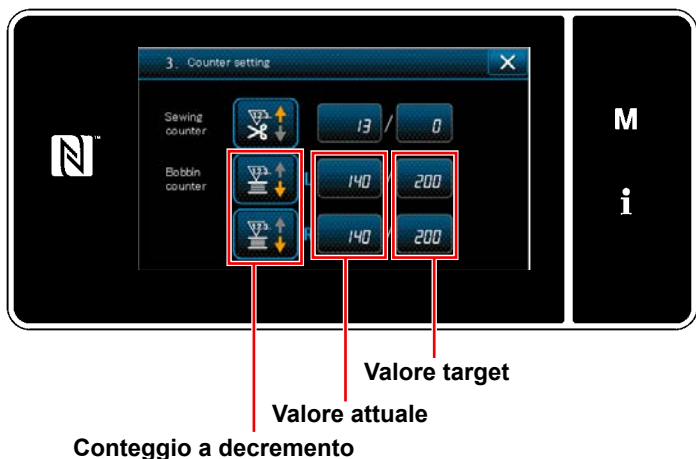 3. Counter setting
Sewing
counter
13 / 0
Bobbin
counter
L 140 / 200
R 140 / 200
M
i
Valore target
Valore attuale
Conteggio a decremento